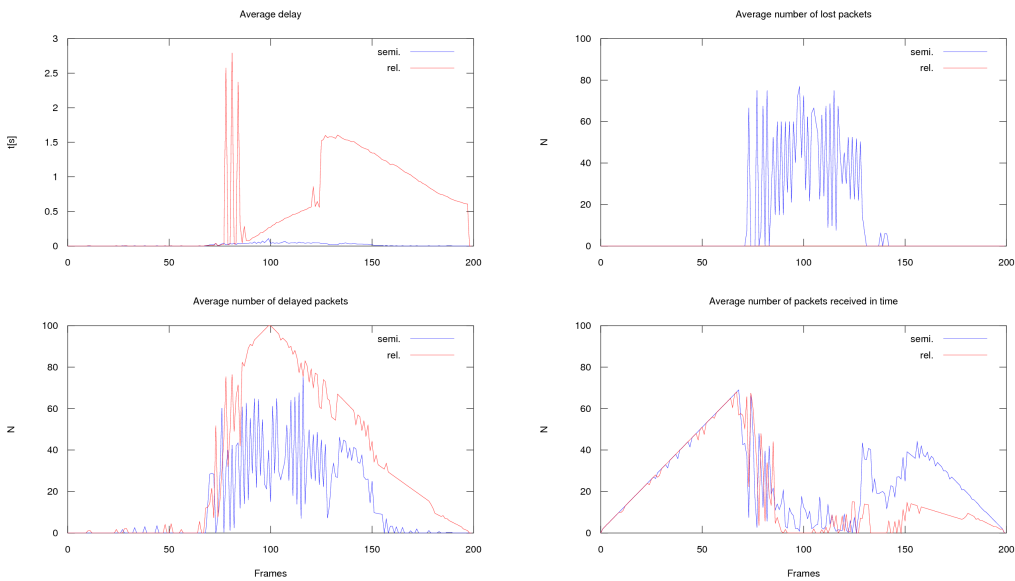 Average delay
3
2.5
2
1.5
1
0.5
0
t[s]
semi.
rel.
0 50 100 150 200
Average number of lost packets
100
80
60
40
20
0
N
semi.
rel.
0 50 100 150 200
Average number of delayed packets
100
80
60
40
20
0
N
semi.
rel.
0 50 100 150 200
Frames
Average number of packets received in time
100
80
60
40
20
0
N
semi.
rel.
0 50 100 150 200
Frames